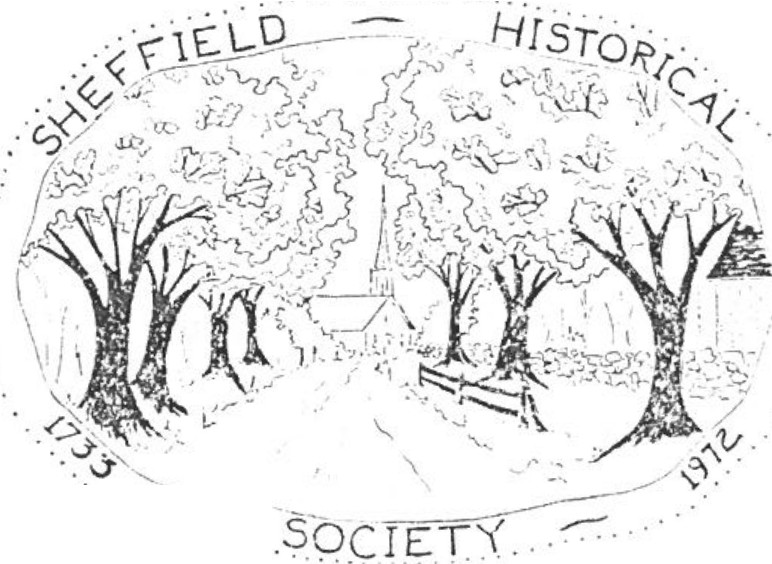 SHEFFIELD — HISTORICAL
1733
1972
SOCIETY —